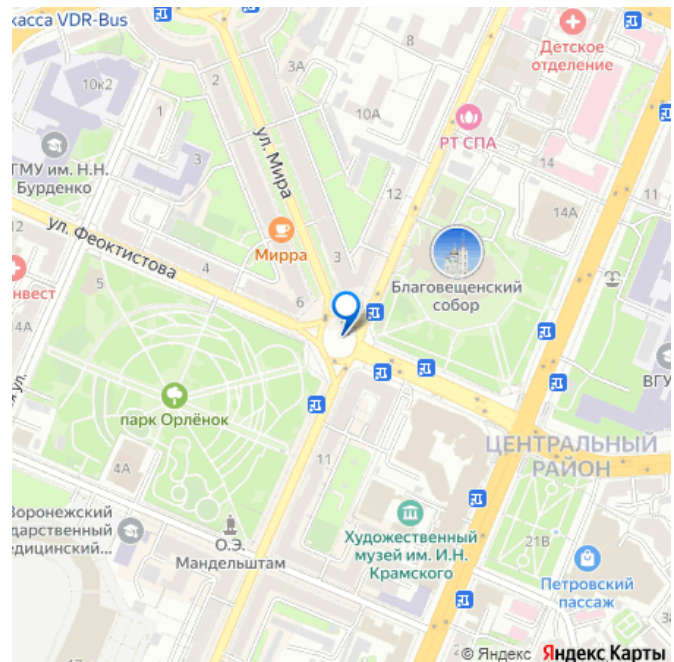 касса VDR-Bus
Детское
отделение
8
3А
10к2
2
10А
1
РТ СПА
ГМУ им. Н.Н.
Бурденко
3
ул. Мира
14
11
12
14А
12
ул. Феоктистова
Мирра
3
Благовещенский
собор
инвест
5
4
6
4А
парк Орлёнок
ВГУ
ЦЕНТРАЛЬНЫЙ
РАЙОН
11
4А
Воронежский
дарственный
едицинский...
О.Э.
Мандельштам
Художественный
музей им. И.Н.
Крамского
21В
Петровский
пассаж
© Яндекс Яндекс Карты